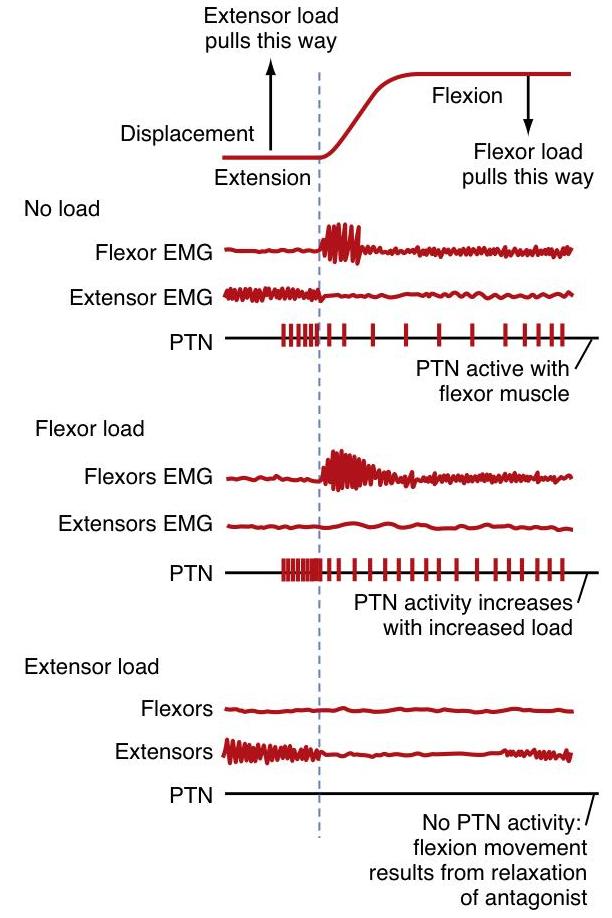 Extensor load
pulls this way
Displacement
Flexion
Extension
Flexor load
pulls this way
No load
Flexor EMG
Extensor EMG
PTN
PTN active with
flexor muscle
Flexor load
Flexors EMG
Extensors EMG
PTN
PTN activity increases
with increased load
Extensor load
Flexors
Extensors
PTN
No PTN activity:
flexion movement
results from relaxation
of antagonist